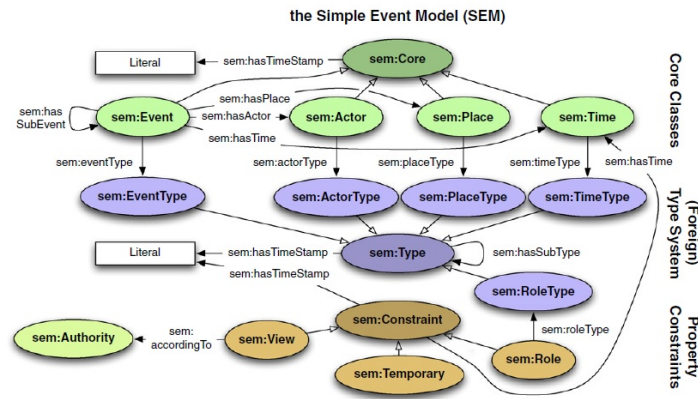 the Simple Event Model (SEM)
Literal
sem:hasTimeStamp
sem:Core
sem:has
SubEvent
sem:Event
sem:hasPlace
sem:hasActor
sem:hasTime
sem:Actor
sem:Place
sem:Time
Core Classes
sem:eventType
sem:actorType
sem:placeType
sem:timeType
sem:hasTime
sem:EventType
sem:ActorType
sem:PlaceType
sem:TimeType
(Foreign)
Type System
Literal
sem:hasTimeStamp
sem:Type
sem:hasSubType
sem:hasTimeStamp
sem:RoleType
sem:Constraint
sem:Authority
sem:
accordingTo
sem:View
sem:roleType
sem:Role
sem:Temporary
Property
Constraints